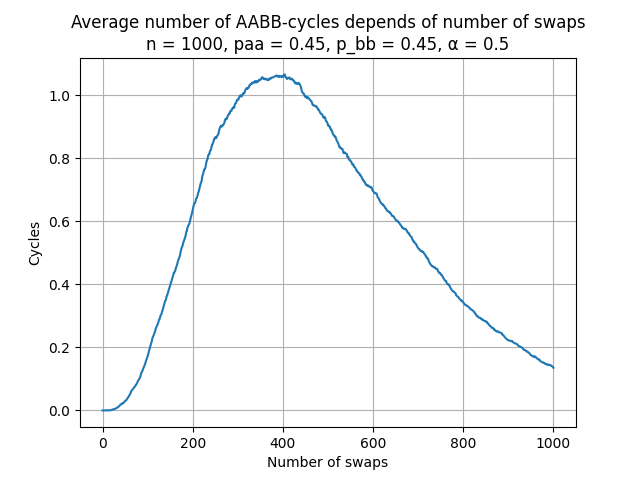 Average number of AABB-cycles depends of number of swaps
n = 1000, paa = 0.45, p_bb = 0.45, α = 0.5
1.0
0.8
0.6
0.4
0.2
0.0
Cycles
0 200 400 600 800 1000
Number of swaps